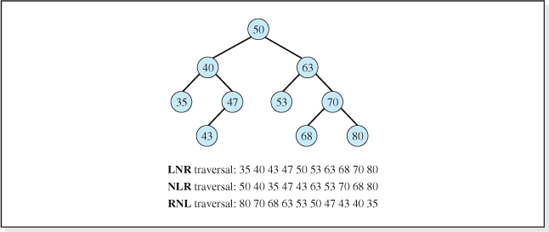 50
40 63
35 47 53 70
43 68 80
LNR traversal: 35 40 43 47 50 53 63 68 70 80
NLR traversal: 50 40 35 47 43 63 53 70 68 80
RNL traversal: 80 70 68 63 53 50 47 43 40 35